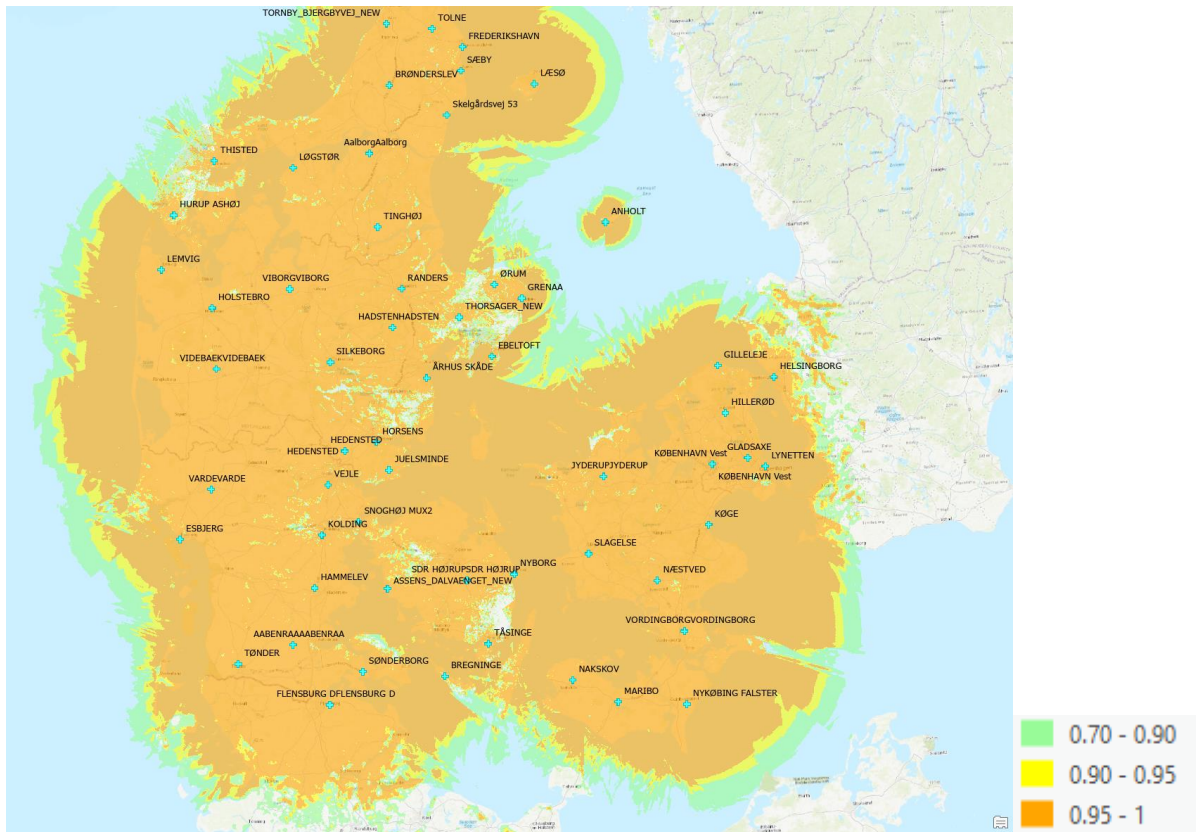 TORNBY_BJERGBYVEJ_NEW
TOLNE
FREDERIKSHAVN
SÆBY
BRØNDERSLEV
LÆSØ
Skelgårdsvej 53
AalborgAalborg
THISTED
LØGSTØR
HURUP ASHØJ
ANHOLT
TINGHØJ
LEMVIG
ØRUM
VIBORGVIBORG
RANDERS
GRENAA
HOLSTEBRO
THORSAGER_NEW
HADSTENHADSTEN
EBELTOFT
SILKEBORG
GILLELEJE
VIDEBAEKVIDEBAEK
ÅRHUS SKÅDE
HELSINGBORG
HILLERØD
HORSENS
HEDENSTED
HEDENSTED
GLADSAXE
KØBENHAVN Vest
LYNETTEN
JUELSMINDE
JYDERUPJYDERUP
KØBENHAVN Vest
VEJLE
VARDEVARDE
SNOGHØJ MUX2
KØGE
ESBJERG
KOLDING
SLAGELSE
NYBORG
SDR HØJRUPSDR HØJRUP
NÆSTVED
HAMMELEV
ASSENS_DALVAENGET_NEW
VORDINGBORGVORDINGBORG
AABENRAAAABENRAA
TÅSINGE
TØNDER
SØNDERBORG
BREGNINGE
NAKSKOV
FLENSBURG DFLENSBURG D
MARIBO
NYKØBING FALSTER
0.70 - 0.90
0.90 - 0.95
0.95 - 1